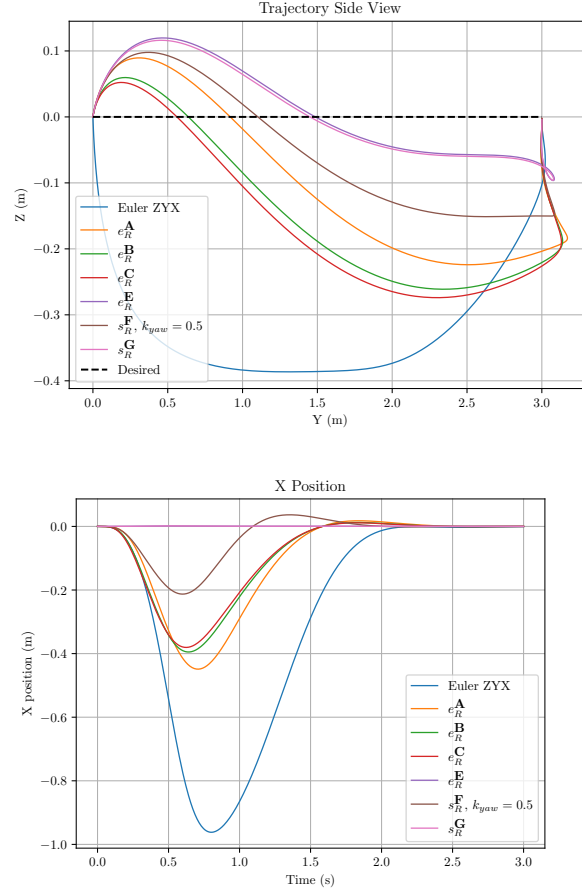 Trajectory Side View
0.1
0.0
−0.1
−0.2
−0.3
−0.4
Z (m)
Euler ZYX
e_R^A
e_R^B
e_R^C
e_R^E
s_R^F, k_{yaw} = 0.5
s_R^G
Desired
0.0 0.5 1.0 1.5 2.0 2.5 3.0
Y (m)
X Position
0.0
−0.2
−0.4
−0.6
−0.8
−1.0
X position (m)
Euler ZYX
e_R^A
e_R^B
e_R^C
e_R^E
s_R^F, k_{yaw} = 0.5
s_R^G
0.0 0.5 1.0 1.5 2.0 2.5 3.0
Time (s)